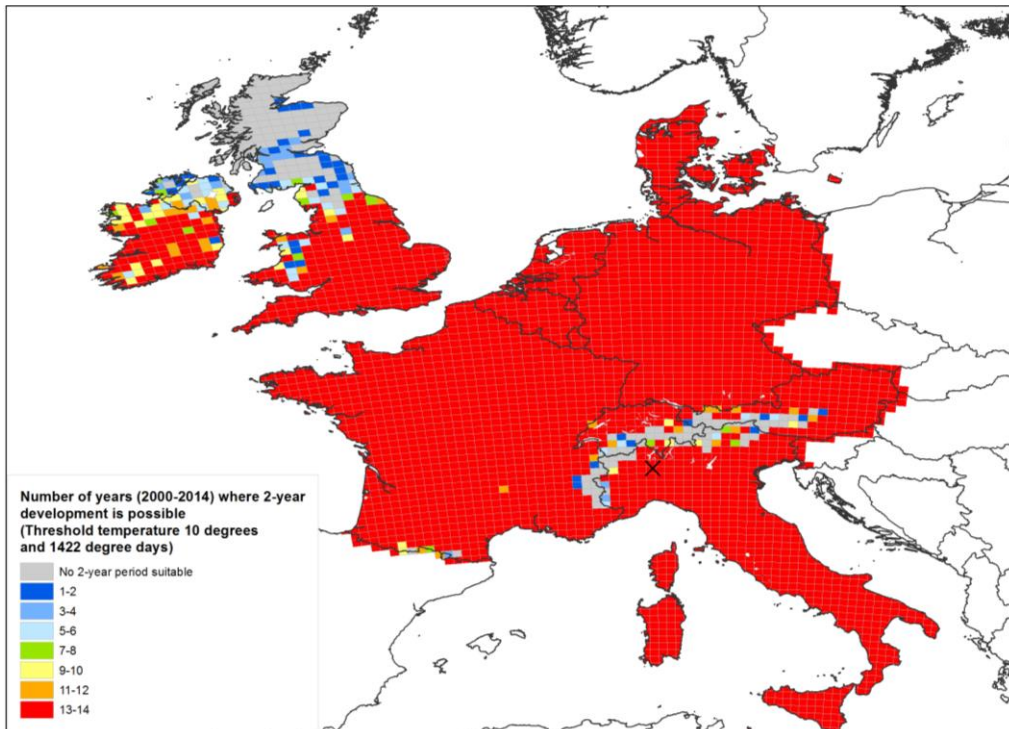 Number of years (2000-2014) where 2-year
development is possible
(Threshold temperature 10 degrees
and 1422 degree days)
No 2-year period suitable
1-2
3-4
5-6
7-8
9-10
11-12
13-14